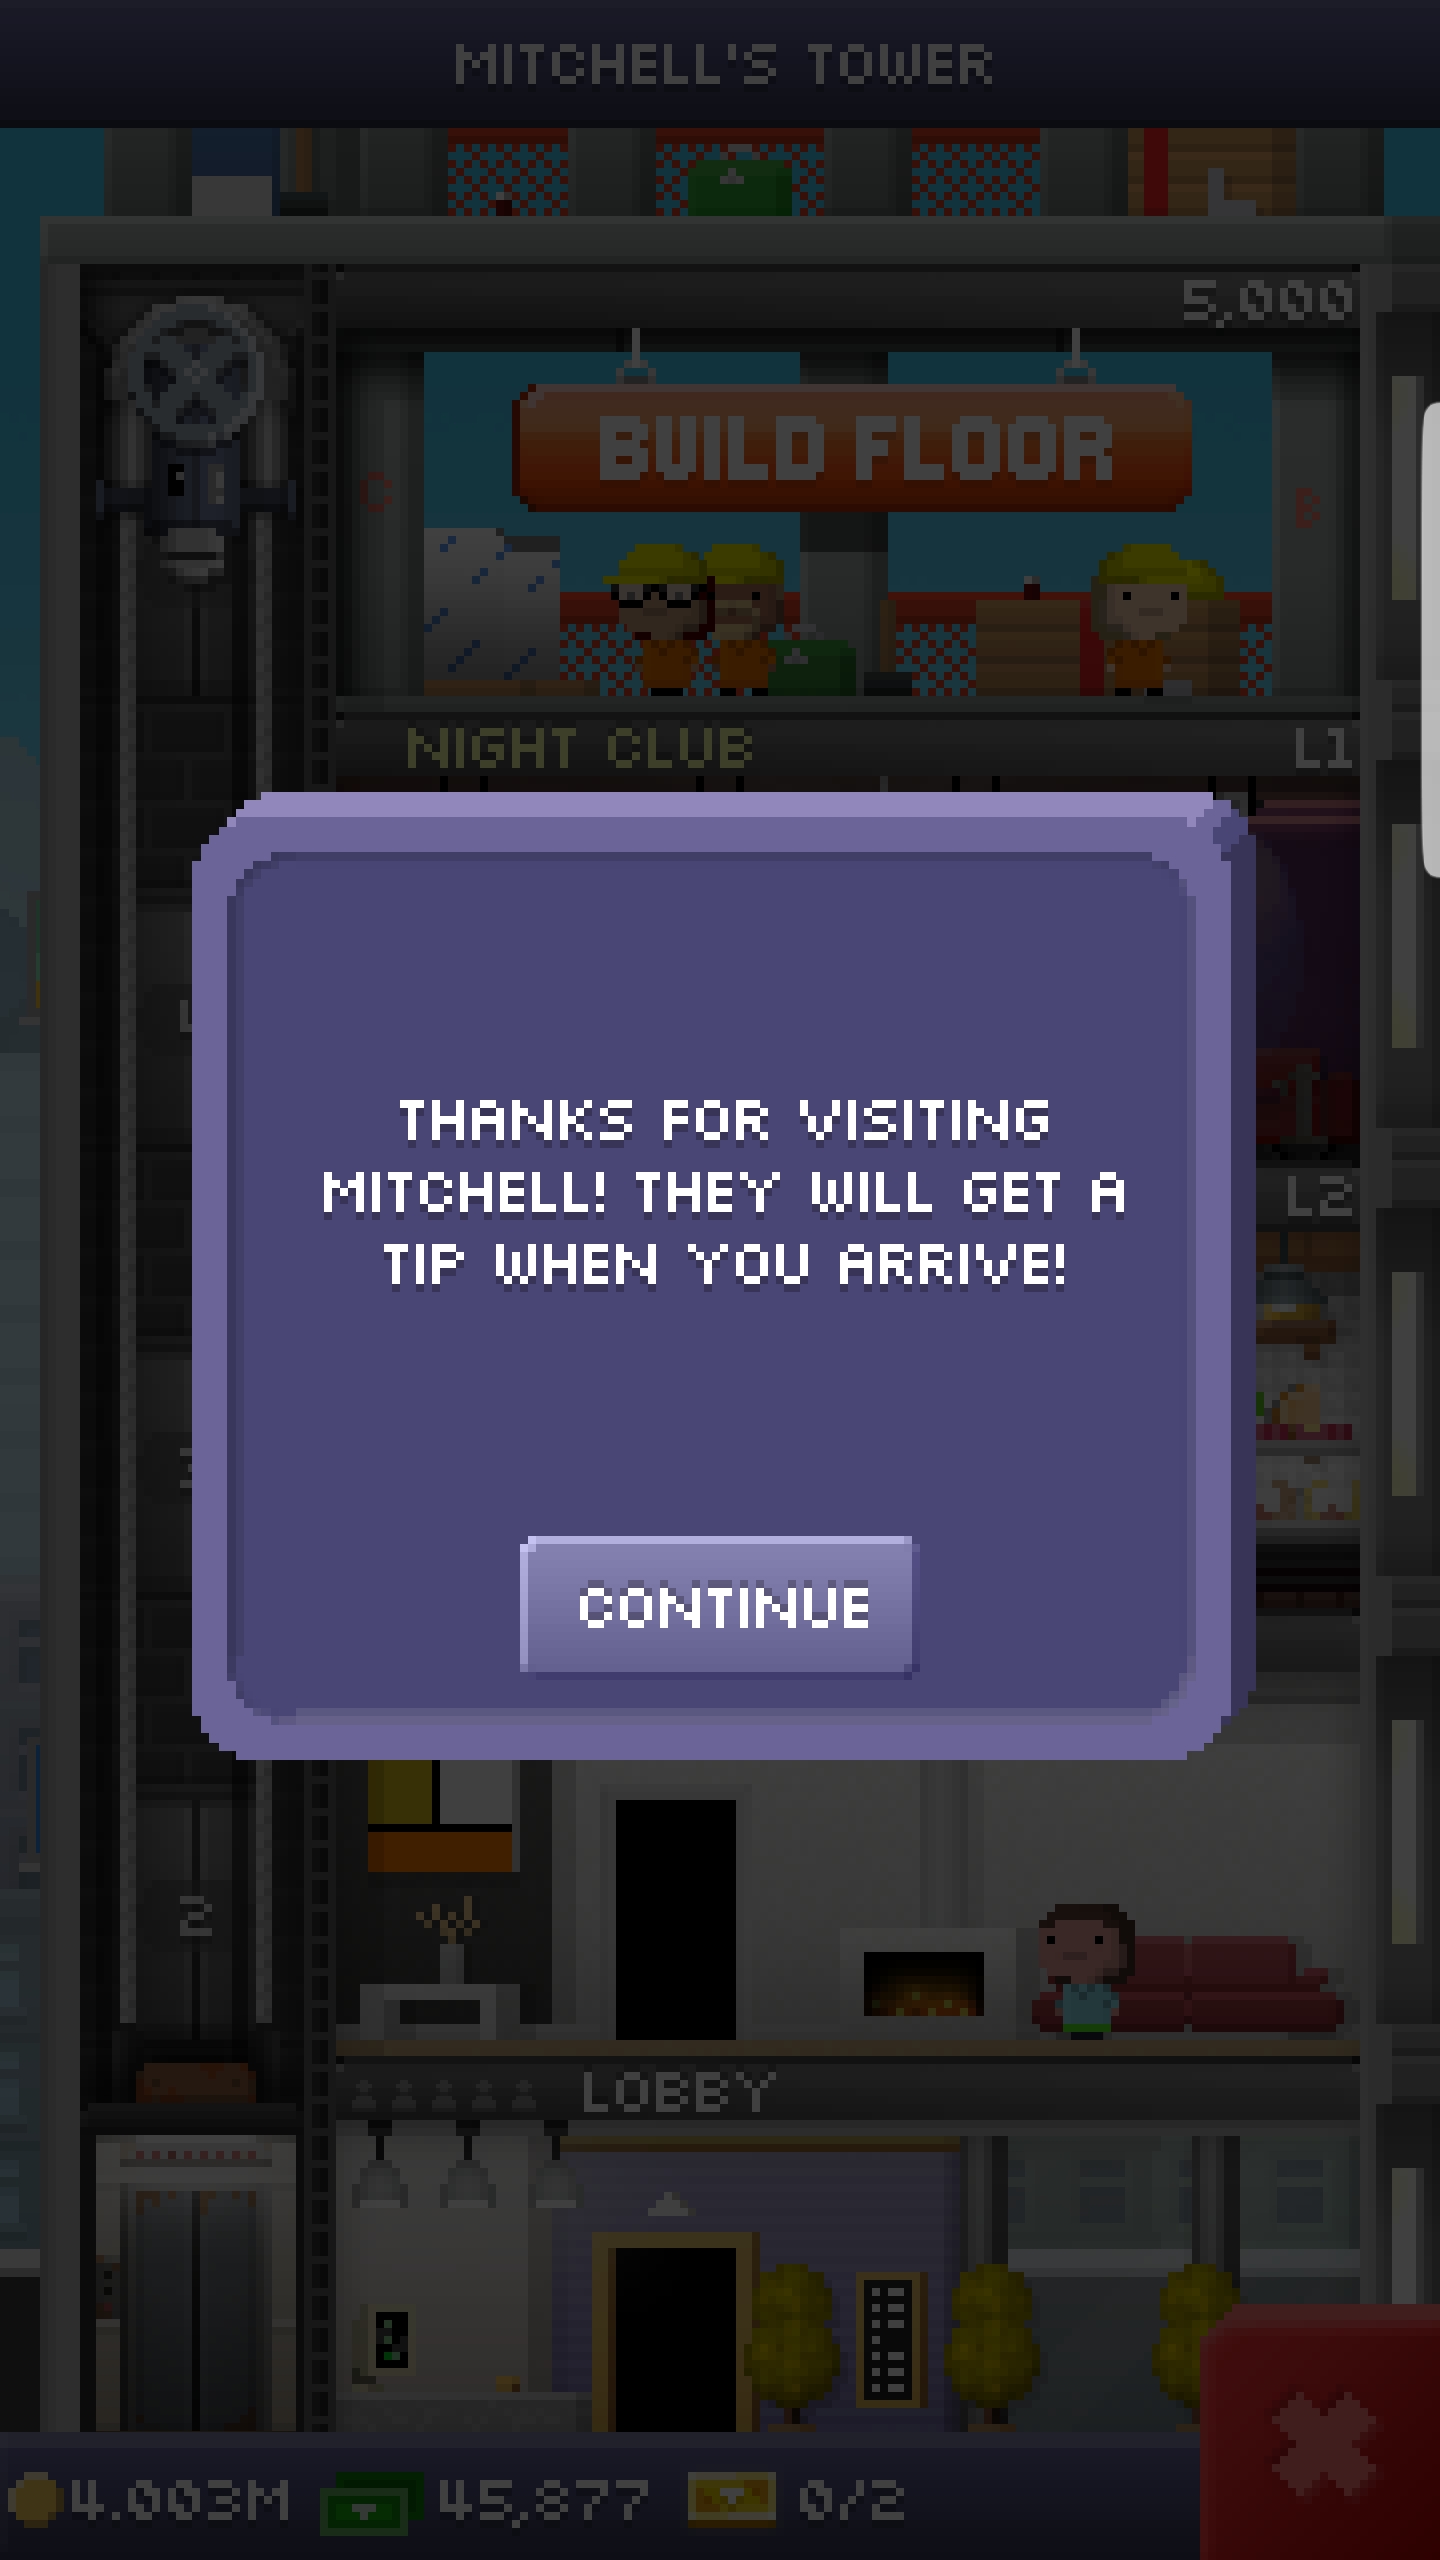 MITCHELL'S TOWER
5,000
BUILD FLOOR
C
B
NIGHT CLUB
L1
THANKS FOR VISITING
MITCHELL! THEY WILL GET A
TIP WHEN YOU ARRIVE!
L2
CONTINUE
2
LOBBY
4.003M 45,877 0/2